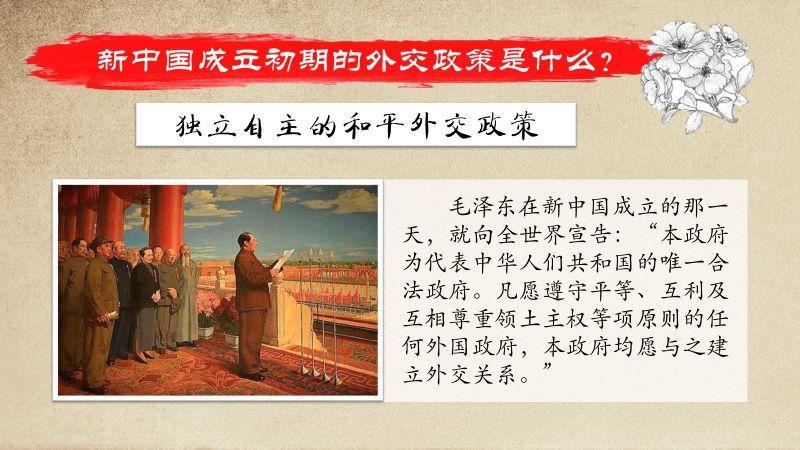 新中国成立初期的外交政策是什么?
独立自主的和平外交政策
毛泽东在新中国成立的那一
天，就向全世界宣告：“本政府
为代表中华人们共和国的唯一合
法政府。凡愿遵守平等、互利及
互相尊重领土主权等项原则的任
何外国政府，本政府均愿与之建
立外交关系。”